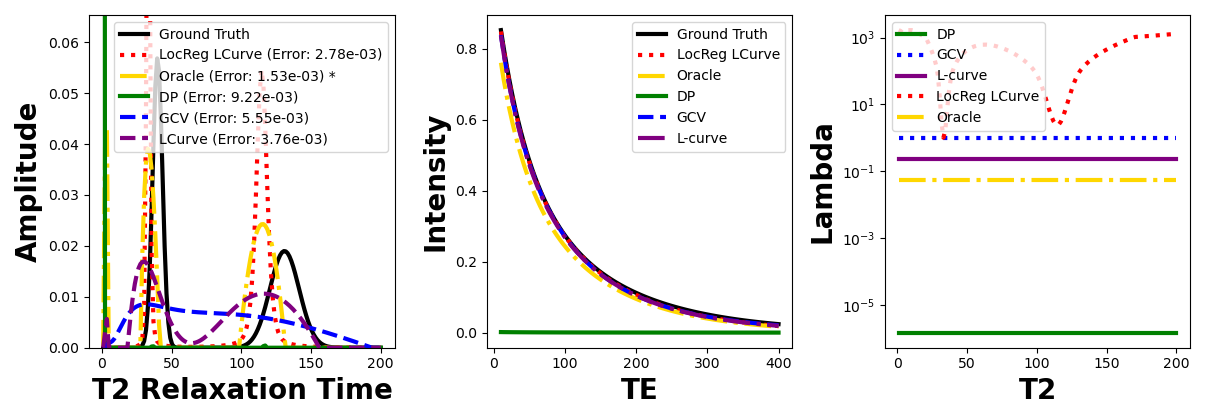 Amplitude
0.06
0.05
0.04
0.03
0.02
0.01
0.00
Ground Truth
LocReg LCurve (Error: 2.78e-03)
Oracle (Error: 1.53e-03) *
DP (Error: 9.22e-03)
GCV (Error: 5.55e-03)
LCurve (Error: 3.76e-03)
0 50 100 150 200
T2 Relaxation Time
Intensity
0.8
0.6
0.4
0.2
0.0
Ground Truth
LocReg LCurve
Oracle
DP
GCV
L-curve
0 100 200 300 400
TE
Lambda
10³
10¹
10⁻¹
10⁻³
10⁻⁵
DP
GCV
L-curve
LocReg LCurve
Oracle
0 50 100 150 200
T2